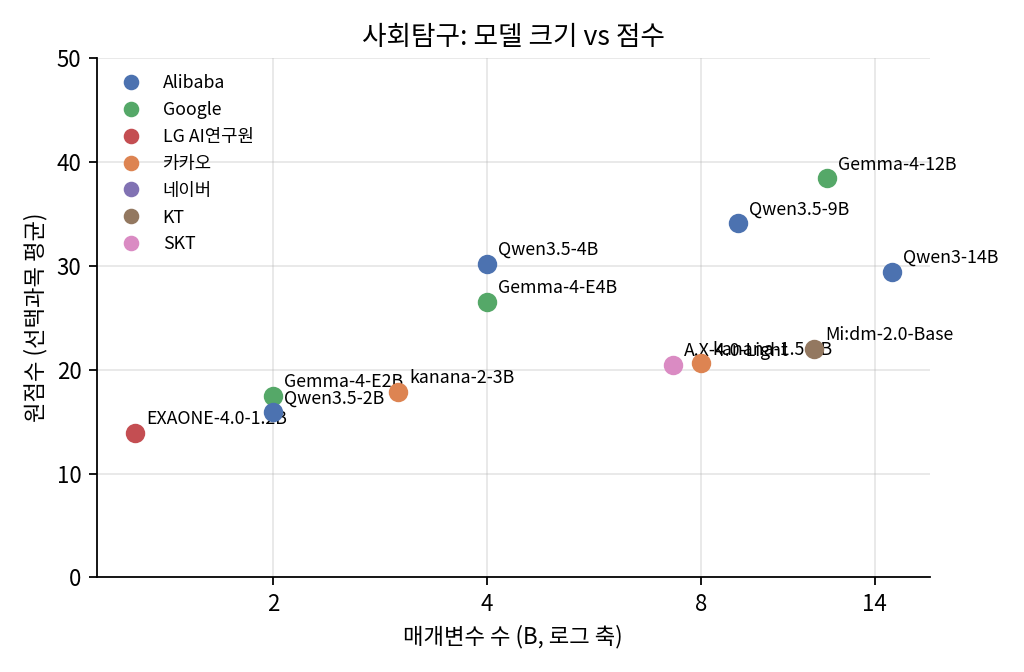 사회탐구: 모델 크기 vs 점수
50
40
30
20
10
0
원점수 (선택과목 평균)
Alibaba
Google
LG AI연구원
카카오
네이버
KT
SKT
Gemma-4-12B
Qwen3.5-9B
Qwen3.5-4B
Qwen3-14B
Gemma-4-E4B
Mi:dm-2.0-Base
A.X-4.0-Light
kanana-2-3B
Gemma-4-E2B
Qwen3.5-2B
EXAONE-4.0-1.2B
2
4
8
14
매개변수 수 (B, 로그 축)